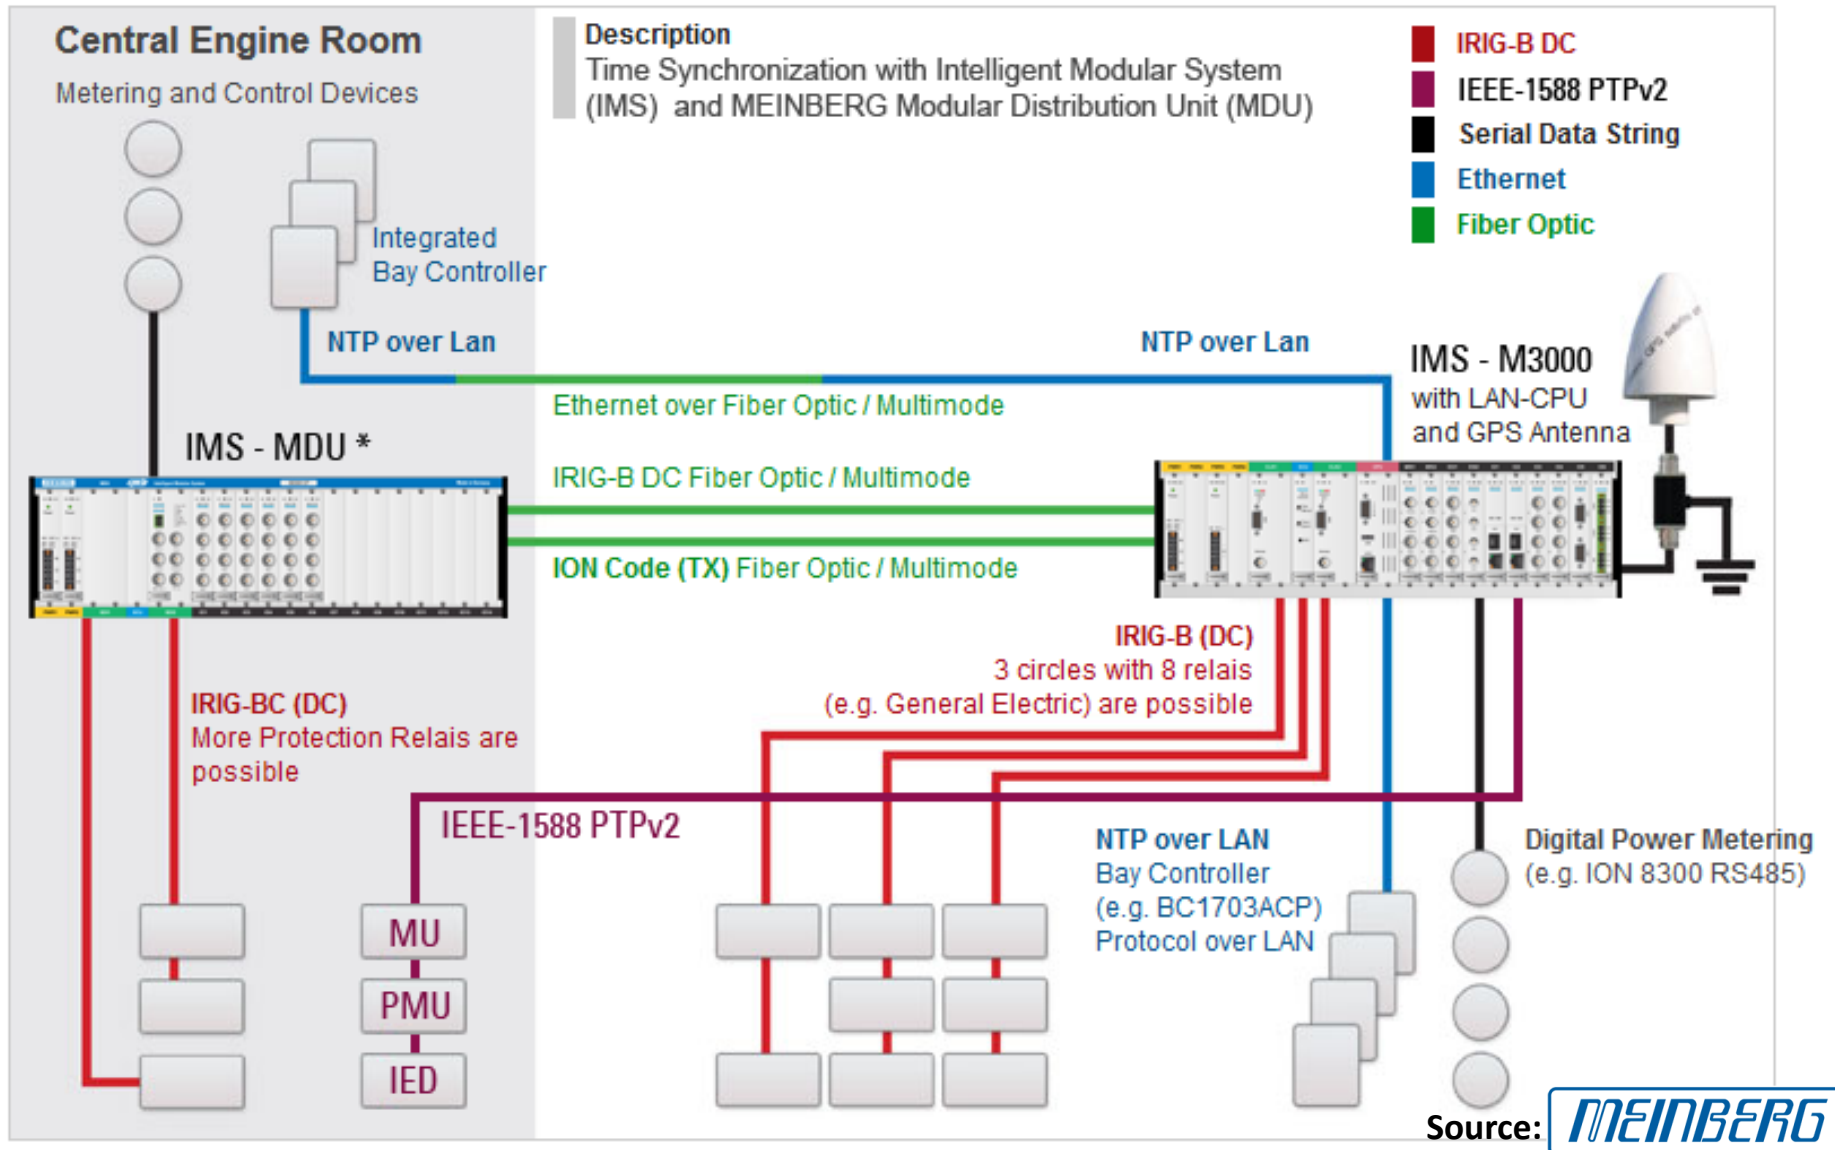 Central Engine Room
Metering and Control Devices
Description
Time Synchronization with Intelligent Modular System
(IMS) and MEINBERG Modular Distribution Unit (MDU)
IRIG-B DC
IEEE-1588 PTPv2
Serial Data String
Ethernet
Fiber Optic
Integrated
Bay Controller
NTP over Lan
NTP over Lan
IMS - M3000
with LAN-CPU
and GPS Antenna
Ethernet over Fiber Optic / Multimode
IMS - MDU *
IRIG-B DC Fiber Optic / Multimode
ION Code (TX) Fiber Optic / Multimode
IRIG-B (DC)
3 circles with 8 relais
(e.g. General Electric) are possible
IRIG-BC (DC)
More Protection Relais are
possible
IEEE-1588 PTPv2
NTP over LAN
Bay Controller
(e.g. BC1703ACP)
Protocol over LAN
Digital Power Metering
(e.g. ION 8300 RS485)
MU
PMU
IED
Source:
MEINBERG